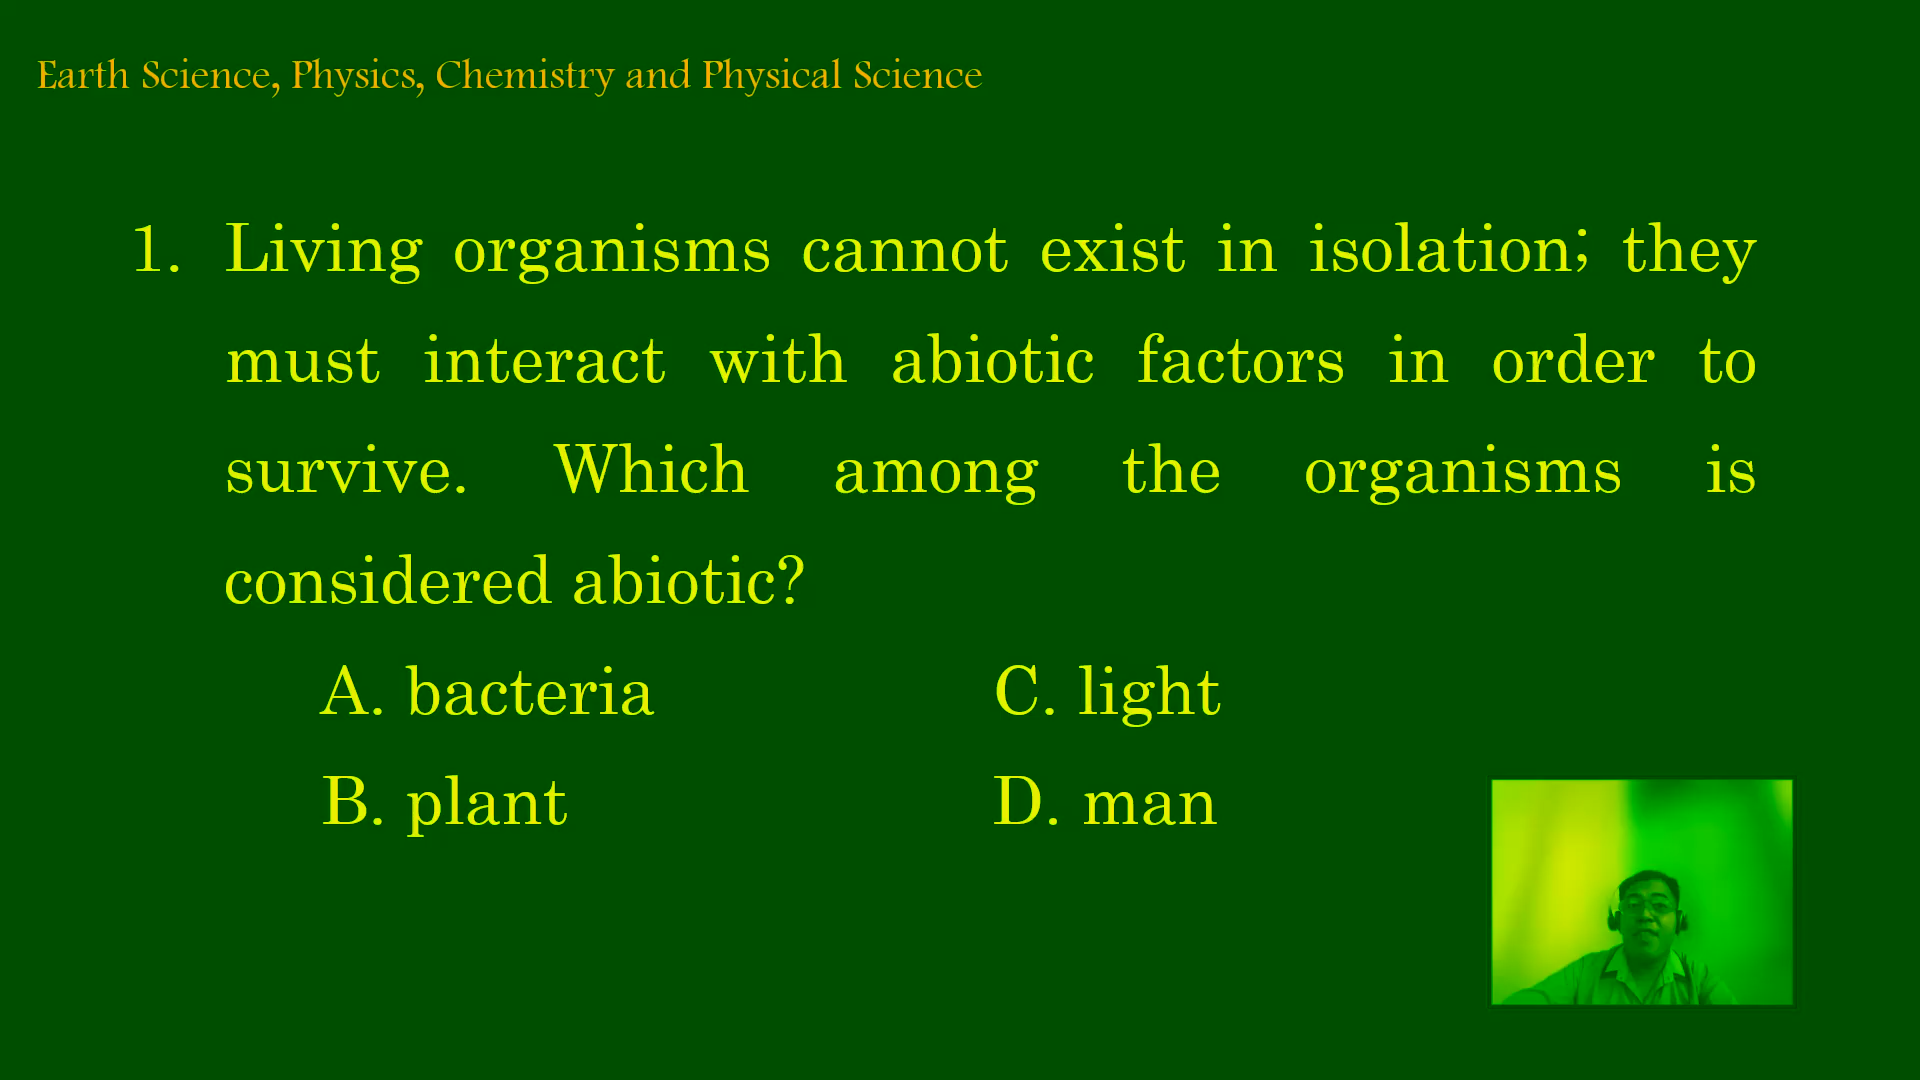 Earth Science, Physics, Chemistry and Physical Science
1. Living organisms cannot exist in isolation; they
must interact with abiotic factors in order to
survive. Which among the organisms is
considered abiotic?
A. bacteria C. light
B. plant D. man